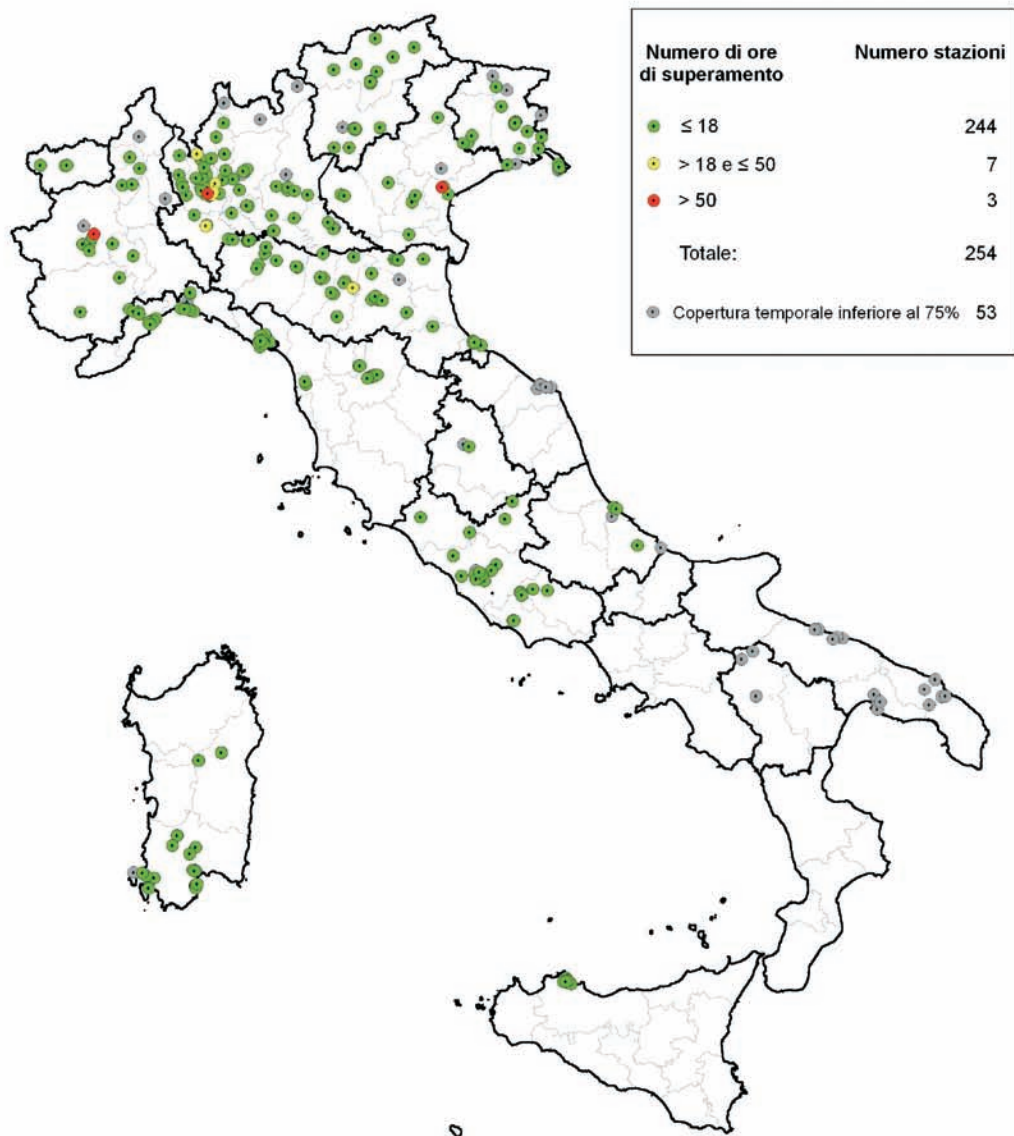 Numero di ore Numero stazioni
di superamento
≤ 18 244
> 18 e ≤ 50 7
> 50 3
Totale: 254
Copertura temporale inferiore al 75% 53